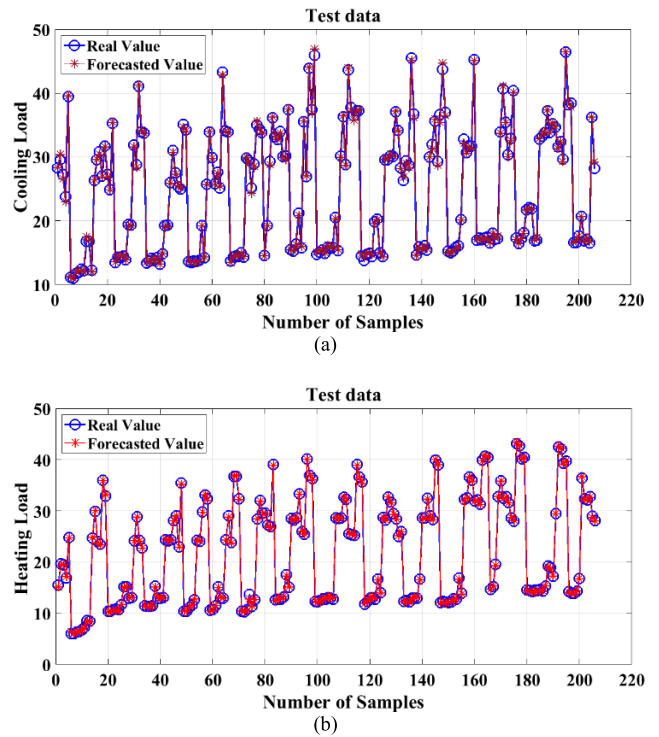 Test data
50
40
30
20
10
Cooling Load
Real Value
Forecasted Value
0 20 40 60 80 100 120 140 160 180 200 220
Number of Samples
(a)
Test data
50
40
30
20
10
0
Heating Load
Real Value
Forecasted Value
0 20 40 60 80 100 120 140 160 180 200 220
Number of Samples
(b)